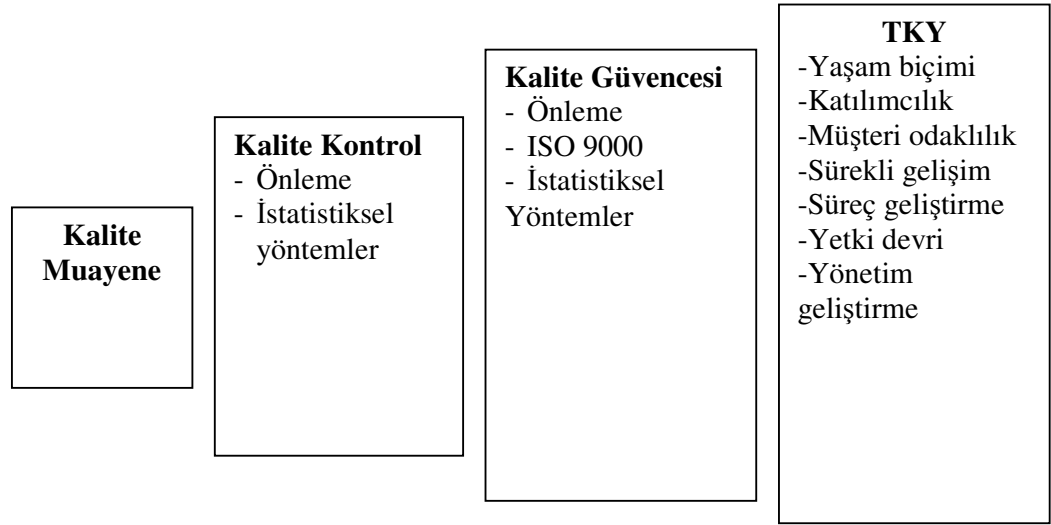 Kalite
Muayene
Kalite Kontrol
- Önleme
- İstatistiksel
yöntemler
Kalite Güvencesi
- Önleme
- ISO 9000
- İstatistiksel
Yöntemler
TKY
-Yaşam biçimi
-Katılımcılık
-Müşteri odaklılık
-Sürekli gelişim
-Süreç geliştirme
-Yetki devri
-Yönetim
geliştirme